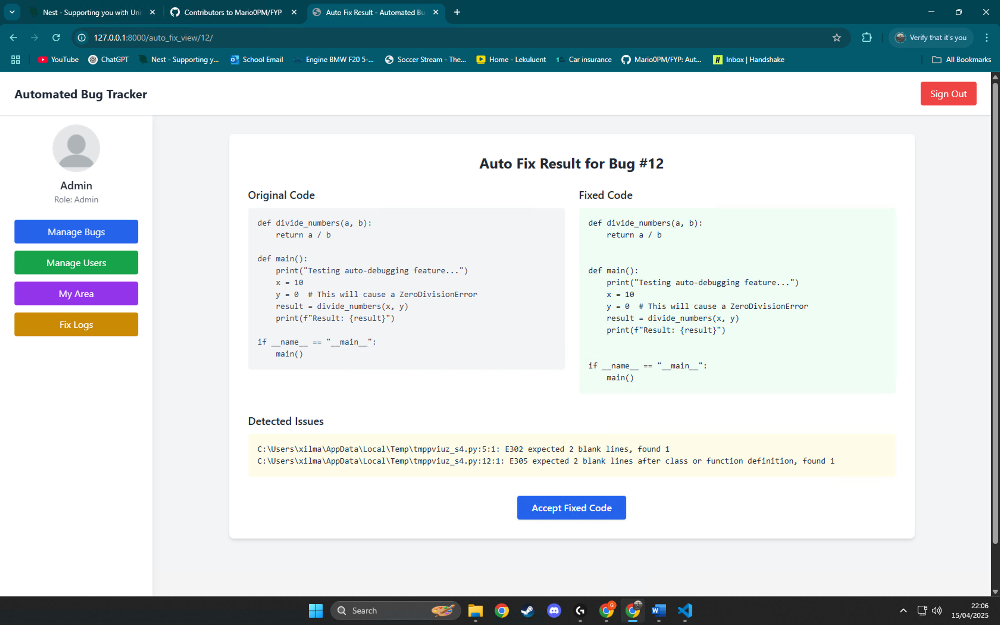 Nest - Supporting you with Uni
Contributors to Mario0PM/FYP
Auto Fix Result - Automated Bu
127.0.0.1:8000/auto_fix_view/12/
Verify that it's you
YouTube
ChatGPT
Nest - Supporting y...
School Email
Engine BMW F20 5-...
Soccer Stream - The...
Home - Lekuluent
Car insurance
Mario0PM/FYP: Aut...
Inbox | Handshake
All Bookmarks
Automated Bug Tracker
Sign Out
Admin
Role: Admin
Manage Bugs
Manage Users
My Area
Fix Logs
Auto Fix Result for Bug #12
Original Code
def divide_numbers(a, b):
    return a / b
def main():
    print("Testing auto-debugging feature...")
    x = 10
    y = 0  # This will cause a ZeroDivisionError
    result = divide_numbers(x, y)
    print(f"Result: {result}")
if __name__ == "__main__":
    main()
Fixed Code
def divide_numbers(a, b):
    return a / b
def main():
    print("Testing auto-debugging feature...")
    x = 10
    y = 0  # This will cause a ZeroDivisionError
    result = divide_numbers(x, y)
    print(f"Result: {result}")
if __name__ == "__main__":
    main()
Detected Issues
C:\Users\xilma\AppData\Local\Temp\tmppviuz_s4.py:5:1: E302 expected 2 blank lines, found 1
C:\Users\xilma\AppData\Local\Temp\tmppviuz_s4.py:12:1: E305 expected 2 blank lines after class or function definition, found 1
Accept Fixed Code
Search
22:06
15/04/2025